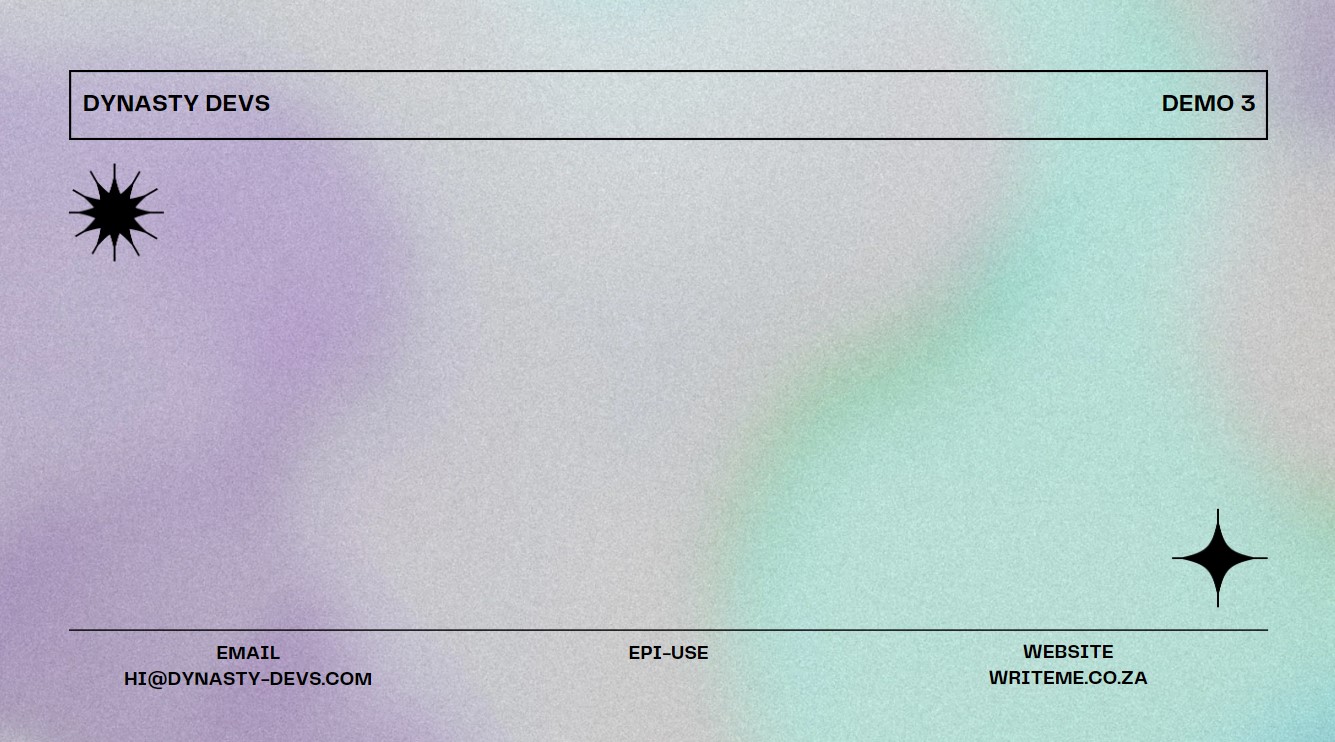 DYNASTY DEVS
DEMO 3
EMAIL
HI@DYNASTY-DEVS.COM
EPI-USE
WEBSITE
WRITEME.CO.ZA